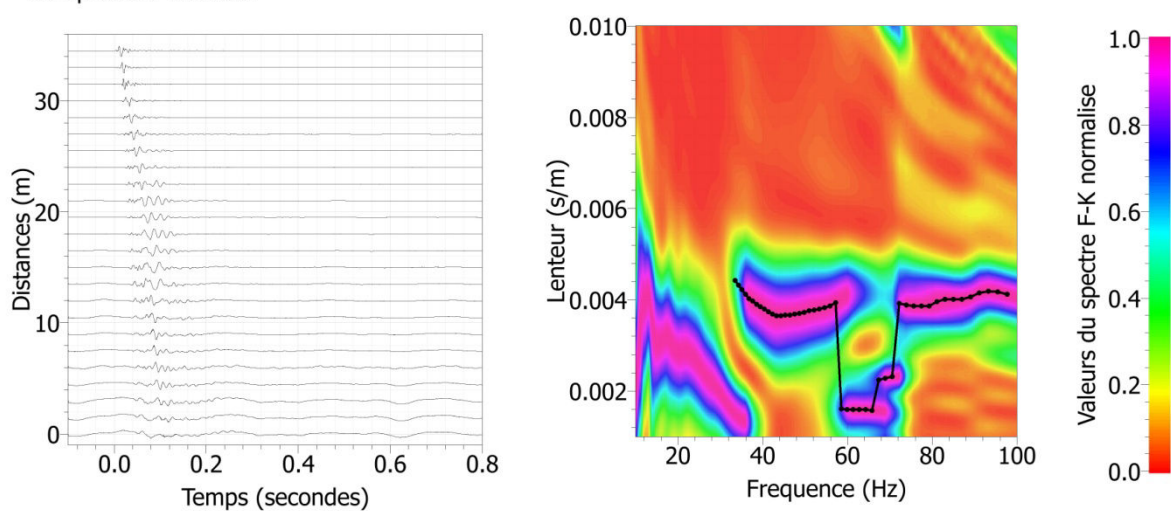 Distances (m)
30
20
10
0
0.0 0.2 0.4 0.6 0.8
Temps (secondes)
Lenteur (s/m)
0.010
0.008
0.006
0.004
0.002
20 40 60 80 100
Frequence (Hz)
Valeurs du spectre F-K normalise
1.0
0.8
0.6
0.4
0.2
0.0